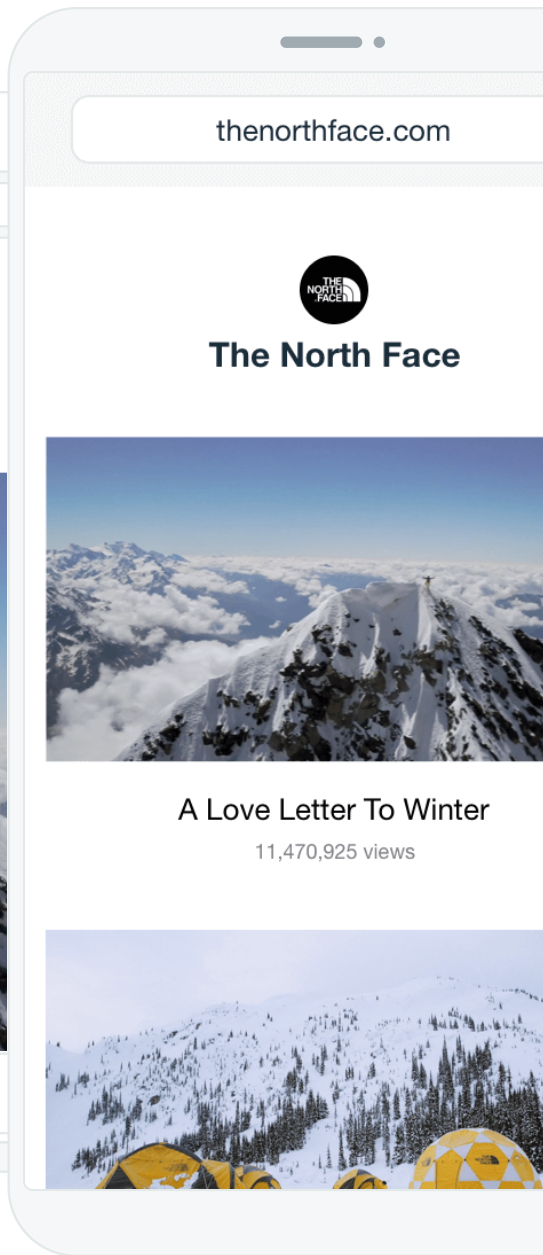 thenorthface.com
THE
NORTH
FACE
The North Face
A Love Letter To Winter
11,470,925 views